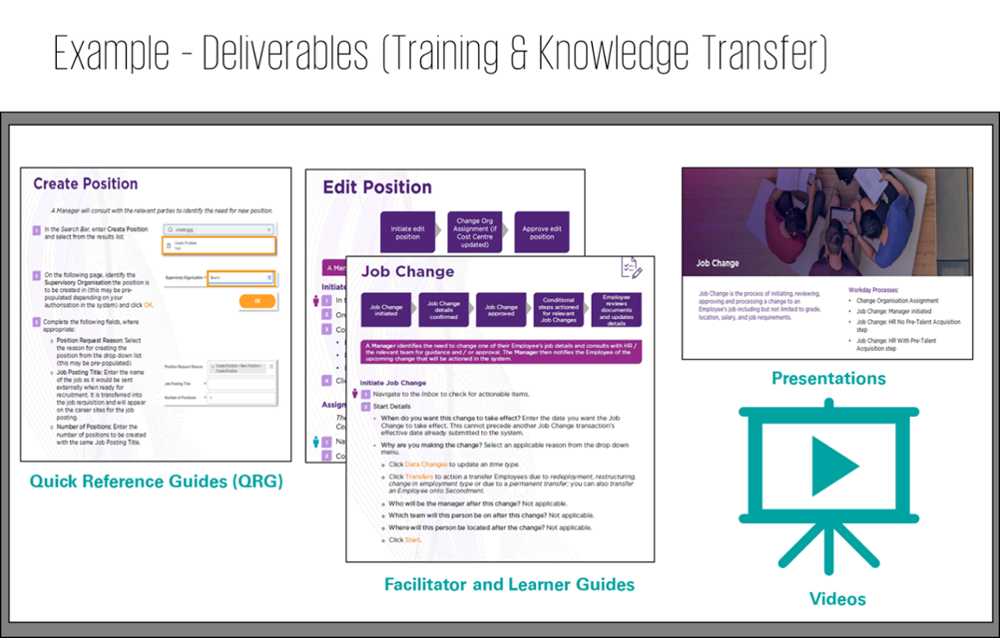 Example - Deliverables (Training & Knowledge Transfer)
Create Position
A Manager will consult with the relevant parties to identify the need for new position.
1 In the Search Bar, enter Create Position
and select from the results list.
create pos
Create Position
Task
2 On the following page, identify the
Supervisory Organisation the position is
to be created in (this may be pre-
populated depending on your
authorisation in the system) and click OK.
Supervisory Organisation *
Search
OK
3 Complete the following fields, where
appropriate:
Position Request Reason: Select
the reason for creating the
position from the drop down list
(this may be pre-populated).
Job Posting Title: Enter the
name of the job as it would be sent
externally when ready for
recruitment. It is transferred into
the job requisition and will appear
on the career sites for the job
posting.
Number of Positions: Enter the
number of positions to be created
with the same Job Posting Title.
Position Request Reason
Create Position > New Position >
Create Position
Job Posting Title *
Number of Positions * 1
Quick Reference Guides (QRG)
Edit Position
Initiate edit
position
Change Org
Assignment (if
Cost Centre
updated)
Approve edit
position
A Man
Initiate
1 In t
2 On
3 Co
4 Clic
Assign
The
Cos
1 Na
2 Co
Job Change
Job Change
initiated
Job Change
details
confirmed
Job Change
approved
Conditional
steps actioned
for relevant
Job Changes
Employee
reviews
documents
and updates
details
A Manager identifies the need to change one of their Employee's job details and consults with HR /
the relevant team for guidance and / or approval. The Manager then notifies the Employee of the
upcoming change that will be actioned in the system.
Initiate Job Change
1 Navigate to the Inbox to check for actionable items.
2 Start Details
When do you want this change to take effect? Enter the date you want the Job
Change to take effect. This cannot precede another Job Change transaction's
effective date already submitted to the system.
Why are you making the change? Select an applicable reason from the drop down
menu.
Click Data Changes to update an time type.
Click Transfers to action a transfer Employees due to redeployment, restructuring,
change in employment type or due to a permanent transfer; you can also transfer
an Employee onto Secondment.
Who will be the manager after this change? Not applicable.
Which team will this person be on after this change? Not applicable.
Where will this person be located after the change? Not applicable.
Click Start.
Facilitator and Learner Guides
Job Change
Job Change is the process of initiating, reviewing,
approving and processing a change to an
Employee's job including but not limited to grade,
location, salary, and job requirements.
Workday Processes:
• Change Organisation Assignment
• Job Change: Manager initiated
• Job Change: HR No Pre-Talent Acquisition
step
• Job Change: HR With Pre-Talent
Acquisition step
Presentations
Videos